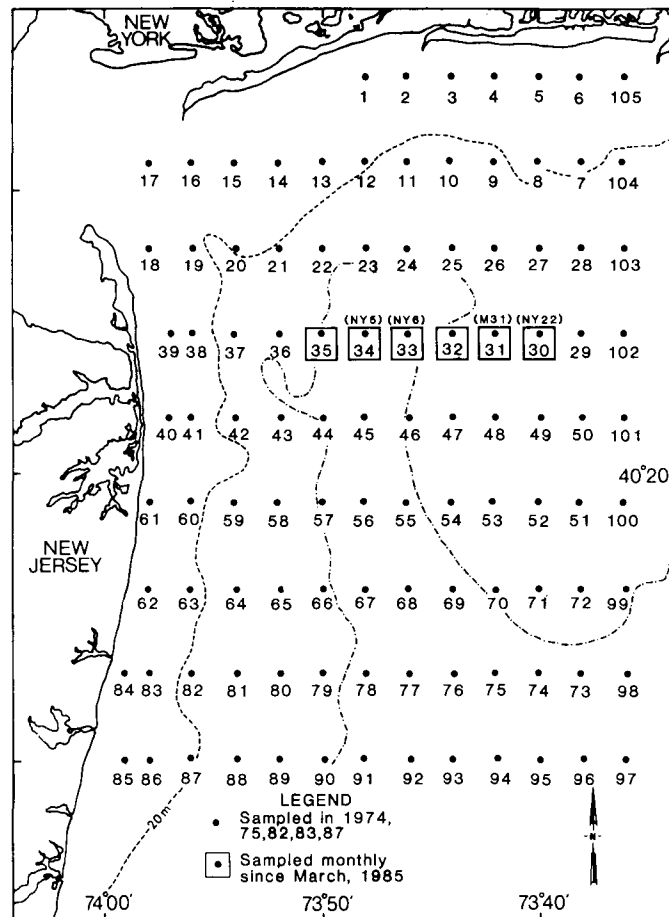 NEW
YORK
1 2 3 4 5 6 105
17 16 15 14 13 12 11 10 9 8 7 104
18 19 20 21 22 23 24 25 26 27 28 103
(NY5) (NY6) (M31) (NY22)
39 38 37 36 35 34 33 32 31 30 29 102
40 41 42 43 44 45 46 47 48 49 50 101
40°20
61 60 59 58 57 56 55 54 53 52 51 100
NEW
JERSEY
62 63 64 65 66 67 68 69 70 71 72 99
84 83 82 81 80 79 78 77 76 75 74 73 98
85 86 87 88 89 90 91 92 93 94 95 96 97
20m
LEGEND
Sampled in 1974,
75,82,83,87
N
Sampled monthly
since March, 1985
74°00' 73°50' 73°40'